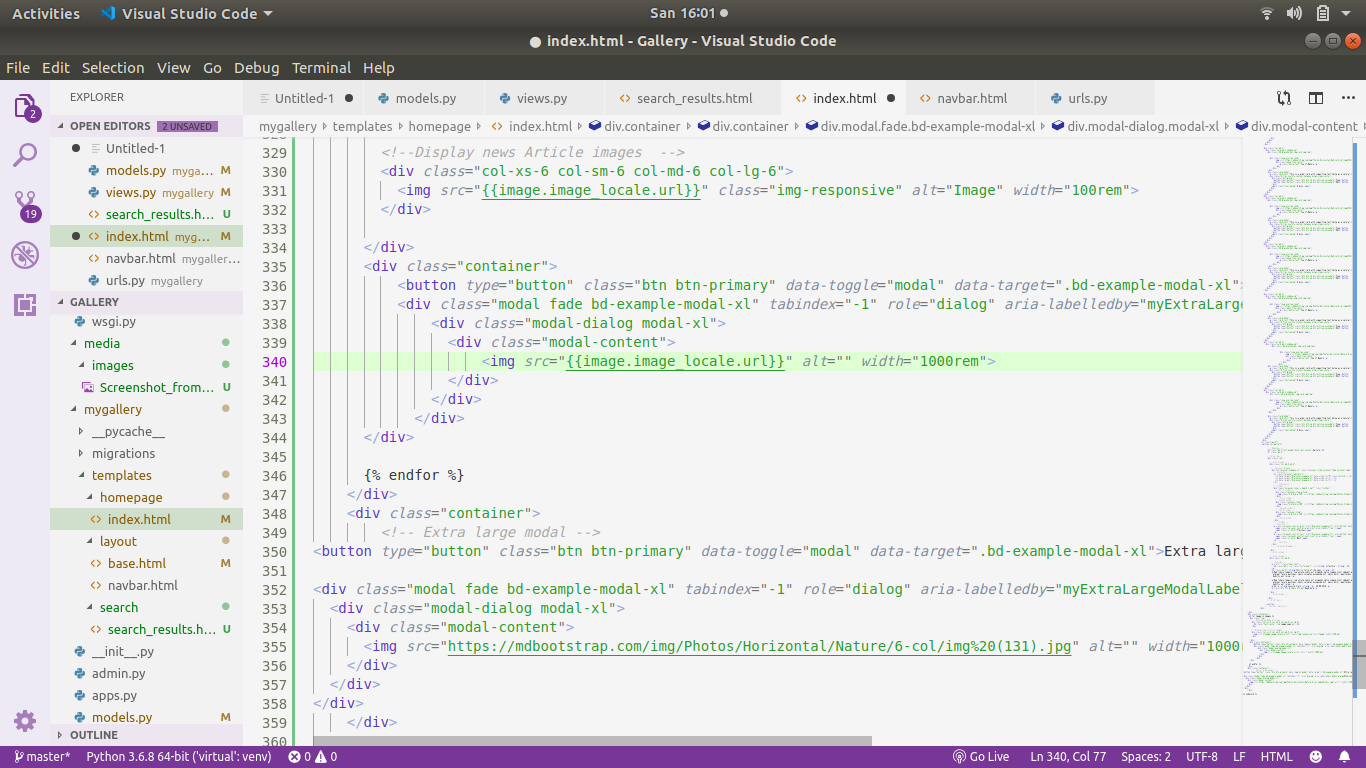 Activities Visual Studio Code San 16:01
● index.html - Gallery - Visual Studio Code
File Edit Selection View Go Debug Terminal Help
EXPLORER
OPEN EDITORS 2 UNSAVED
Untitled-1
models.py myga... M
views.py mygallery M
search_results.h... U
index.html myg... M
navbar.html mygaller...
urls.py mygallery
GALLERY
wsgi.py
media
images
Screenshot_from... U
mygallery
__pycache__
migrations
templates
homepage
index.html M
layout
base.html M
navbar.html
search
search_results.h... U
__init__.py
admin.py
apps.py
models.py M
OUTLINE
2
19
Untitled-1 models.py views.py search_results.html index.html navbar.html urls.py
mygallery templates homepage index.html div.container div.container div.modal.fade.bd-example-modal-xl div.modal-dialog.modal-xl div.modal-content
329 <!--Display news Article images  -->
330 <div class="col-xs-6 col-sm-6 col-md-6 col-lg-6">
331 <img src="{{image.image_locale.url}}" class="img-responsive" alt="Image" width="100rem">
332 </div>
333
334 </div>
335 <div class="container">
336 <button type="button" class="btn btn-primary" data-toggle="modal" data-target=".bd-example-modal-xl"
337 <div class="modal fade bd-example-modal-xl" tabindex="-1" role="dialog" aria-labelledby="myExtraLarge
338 <div class="modal-dialog modal-xl">
339 <div class="modal-content">
340 <img src="{{image.image_locale.url}}" alt="" width="1000rem">
341 </div>
342 </div>
343 </div>
344 </div>
345
346 {% endfor %}
347 </div>
348 <div class="container">
349 <!-- Extra large modal -->
350 <button type="button" class="btn btn-primary" data-toggle="modal" data-target=".bd-example-modal-xl">Extra larg
351
352 <div class="modal fade bd-example-modal-xl" tabindex="-1" role="dialog" aria-labelledby="myExtraLargeModalLabel
353 <div class="modal-dialog modal-xl">
354 <div class="modal-content">
355 <img src="https://mdbootstrap.com/img/Photos/Horizontal/Nature/6-col/img%20(131).jpg" alt="" width="1000r
356 </div>
357 </div>
358 </div>
359 </div>
360
master* Python 3.6.8 64-bit ('virtual': venv) 0 0 Go Live Ln 340, Col 77 Spaces: 2 UTF-8 LF HTML